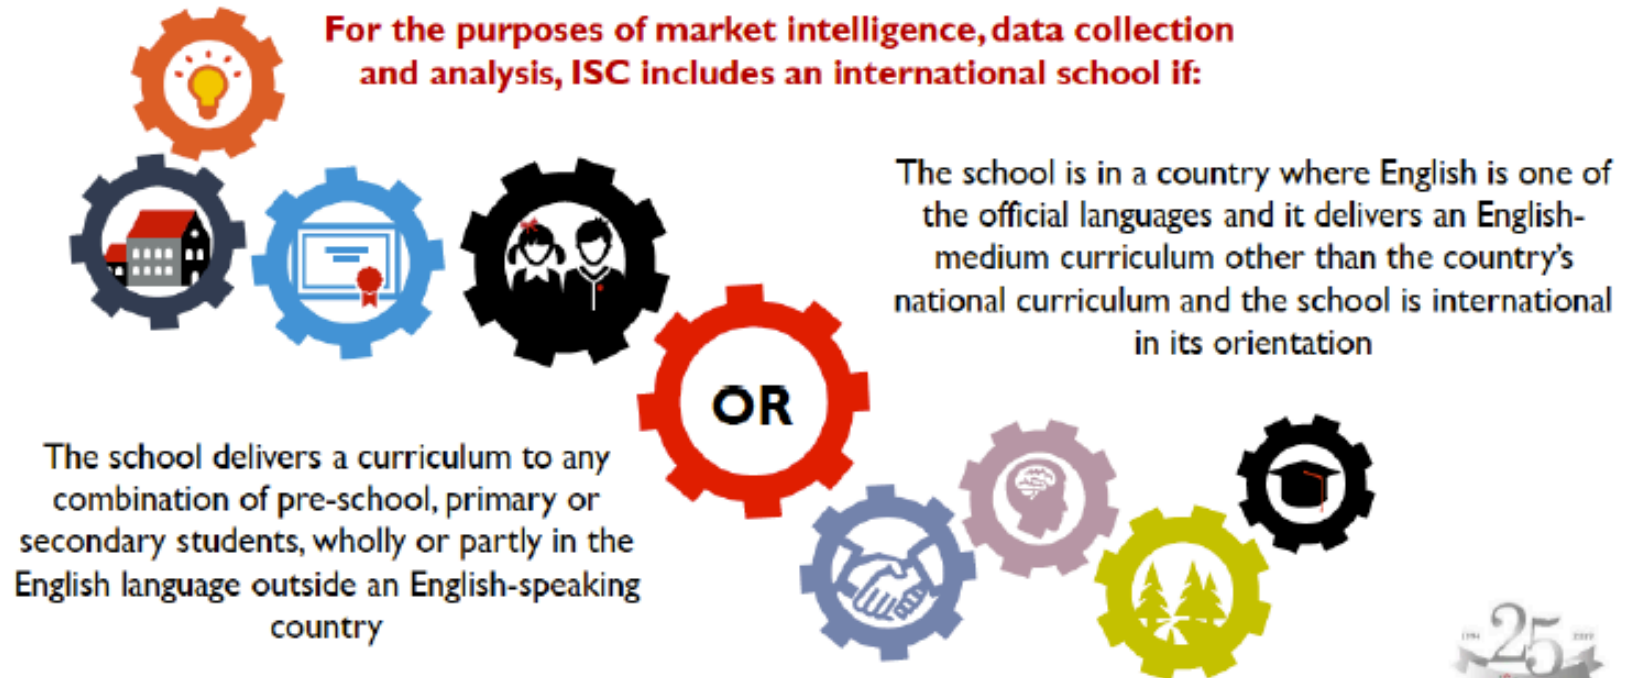 For the purposes of market intelligence, data collection
and analysis, ISC includes an international school if:
The school is in a country where English is one of
the official languages and it delivers an English-
medium curriculum other than the country's
national curriculum and the school is international
in its orientation
OR
The school delivers a curriculum to any
combination of pre-school, primary or
secondary students, wholly or partly in the
English language outside an English-speaking
country
1994 25 2019